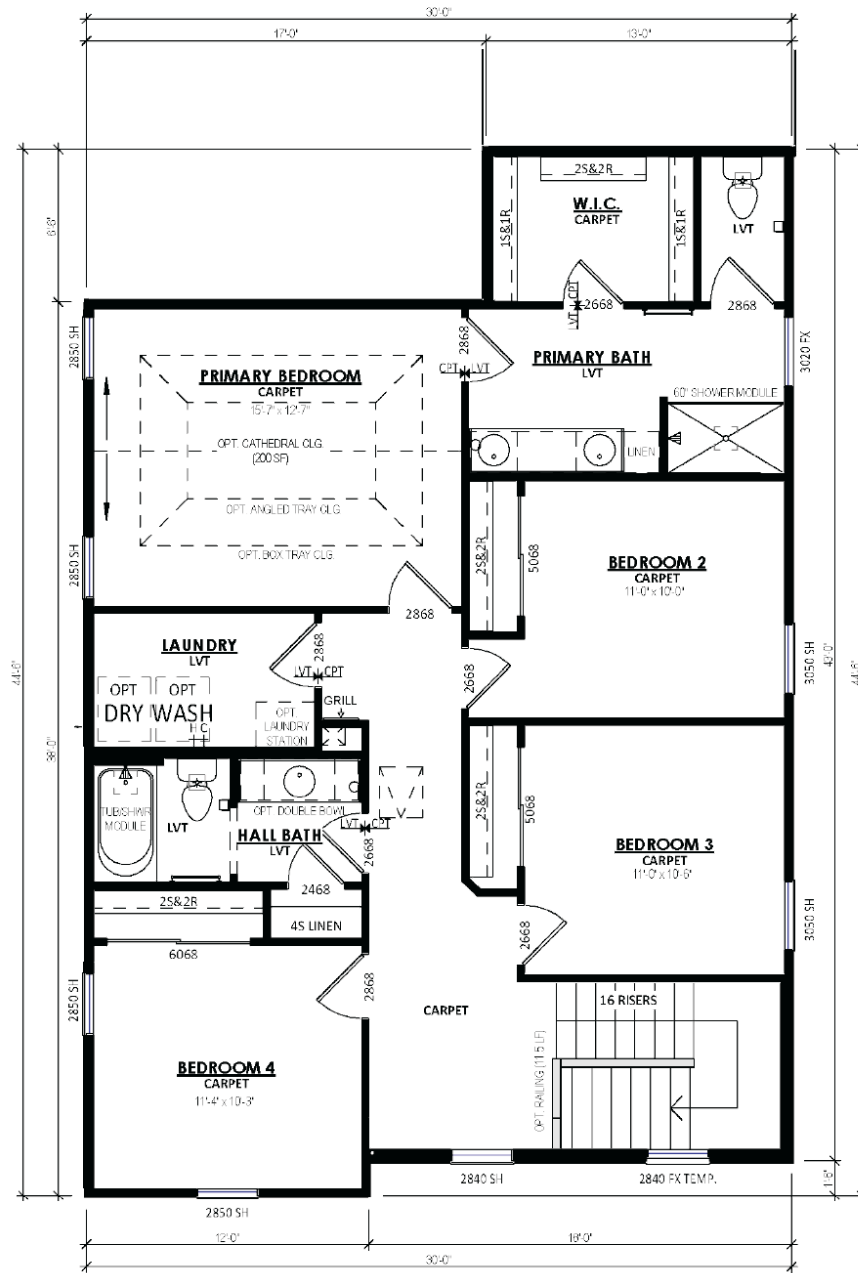 30'-0"
17'-0"
13'-0"
2S&2R
W.I.C.
CARPET
1S&1R
1S&1R
LVT
6'-6"
CPT
LVT
2668
2868
2850 SH
2868
PRIMARY BATH
LVT
3020 FX
CPT
LVT
PRIMARY BEDROOM
CARPET
15'-7" x 12'-7"
60" SHOWER MODULE
OPT. CATHEDRAL CLG.
(200 SF)
LINEN
OPT. ANGLED TRAY CLG.
OPT. BOX TRAY CLG.
2850 SH
2S&2R
5068
BEDROOM 2
CARPET
11'-0" x 10'-0"
2868
LAUNDRY
LVT
2868
LVT
CPT
2668
3050 SH
43'-0"
44'-6"
44'-6"
OPT
DRY
OPT
WASH
H C
OPT.
LAUNDRY
STATION
GRILL
38'-0"
TUB/SHWR
MODULE
LVT
OPT. DOUBLE BOWL
HALL BATH
LVT
LVT
CPT
2668
2S&2R
5068
BEDROOM 3
CARPET
11'-0" x 10'-6"
2468
2S&2R
4S LINEN
6068
2668
3050 SH
2850 SH
2868
CARPET
16 RISERS
OPT. RAILING (11.5 LF)
BEDROOM 4
CARPET
11'-4" x 10'-3"
2840 SH
2840 FX TEMP.
1'-6"
2850 SH
12'-0"
18'-0"
30'-0"